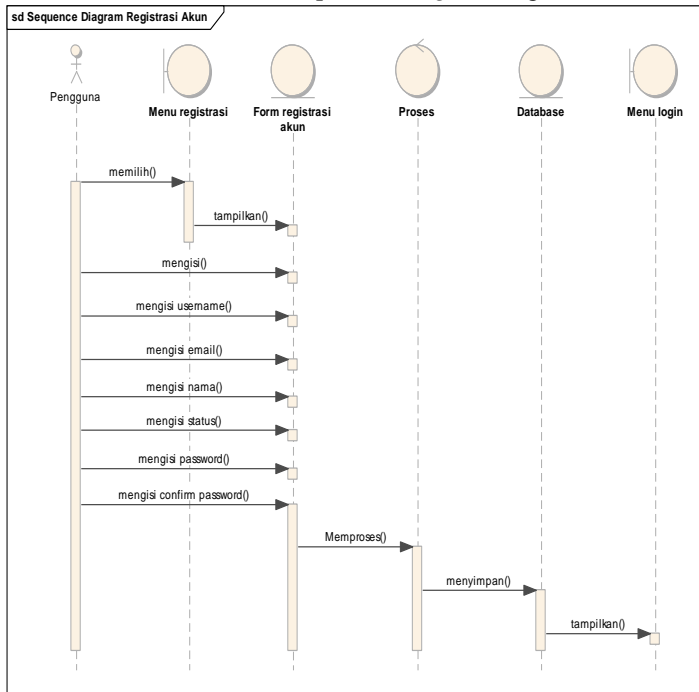 sd Sequence Diagram Registrasi Akun
Pengguna
Menu registrasi
Form registrasi
akun
Proses
Database
Menu login
memilih()
tampilkan()
mengisi()
mengisi username()
mengisi email()
mengisi nama()
mengisi status()
mengisi password()
mengisi confirm password()
Memproses()
menyimpan()
tampilkan()